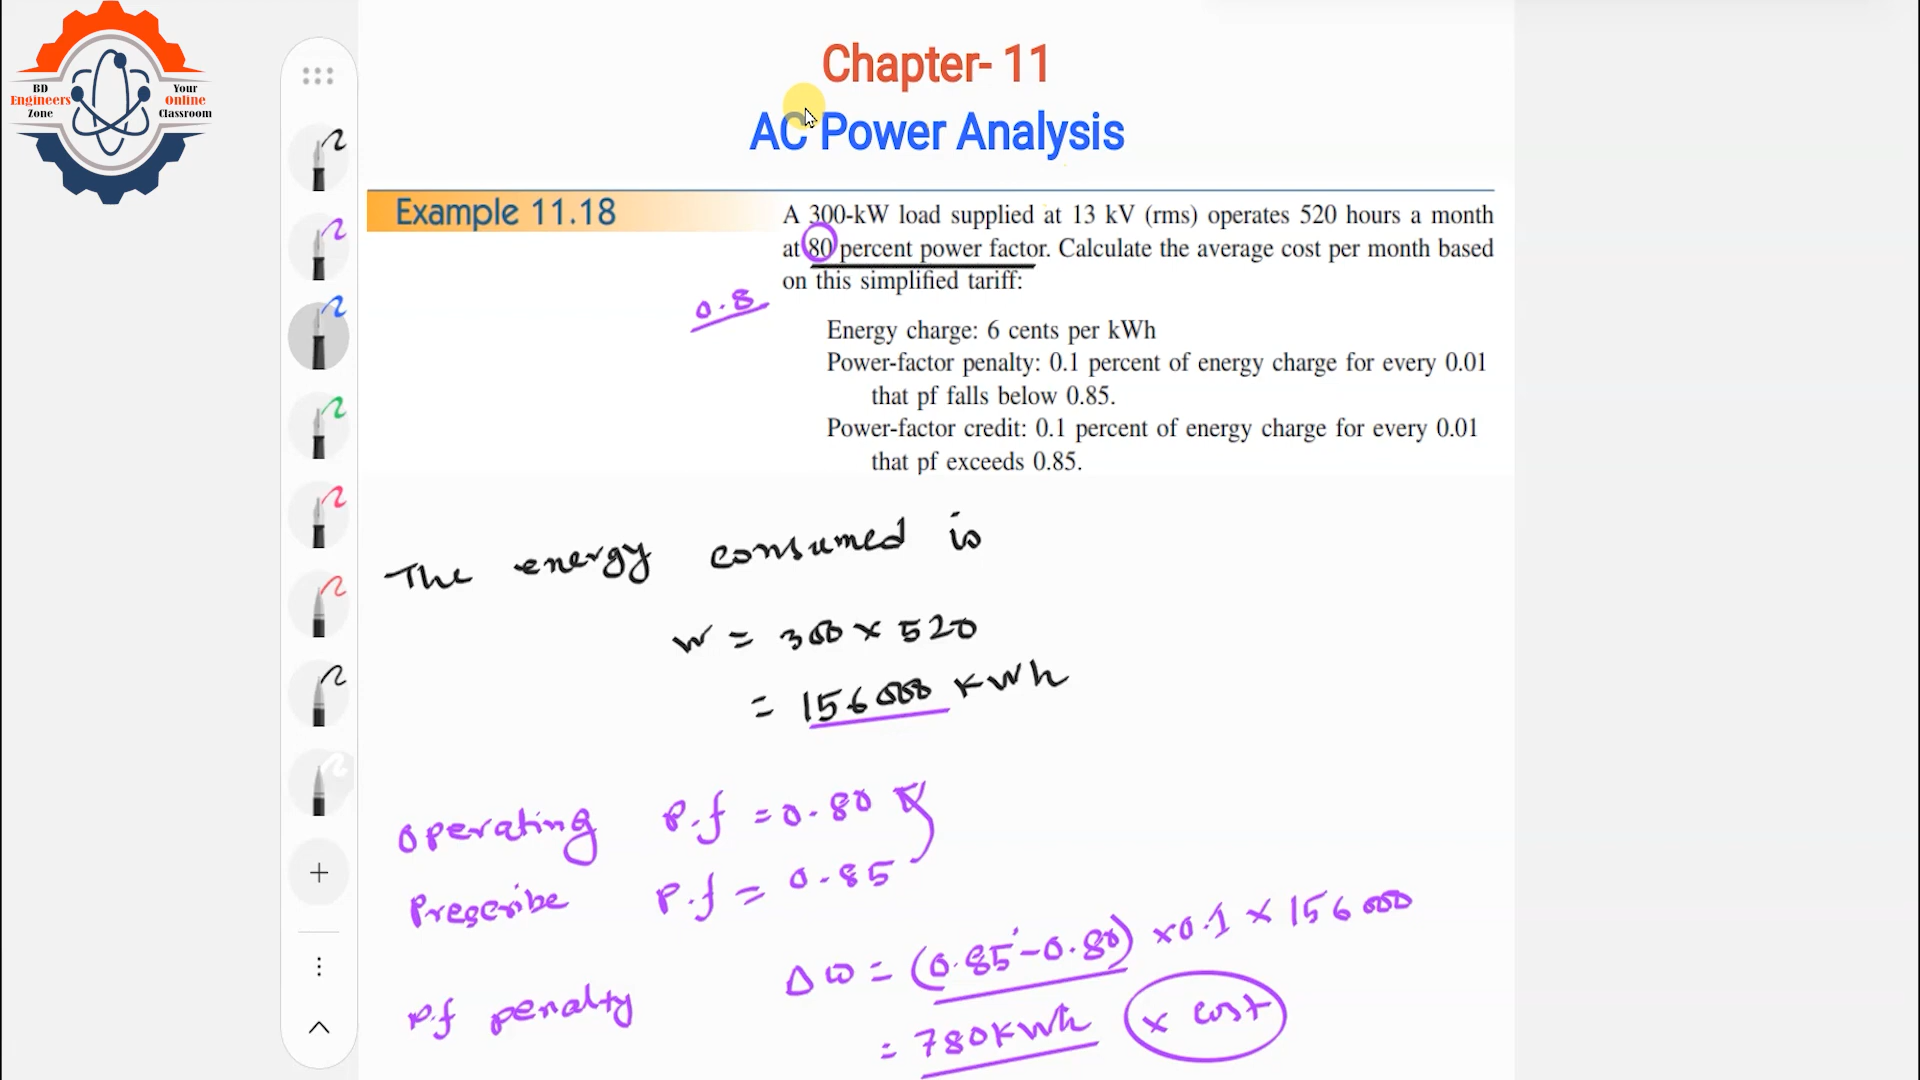 BD
Engineers
Zone
Your
Online
Classroom
Chapter- 11
AC Power Analysis
Example 11.18
A 300-kW load supplied at 13 kV (rms) operates 520 hours a month
at 80 percent power factor. Calculate the average cost per month based
on this simplified tariff:
0.8
Energy charge: 6 cents per kWh
Power-factor penalty: 0.1 percent of energy charge for every 0.01
that pf falls below 0.85.
Power-factor credit: 0.1 percent of energy charge for every 0.01
that pf exceeds 0.85.
The energy consumed is
W = 300 × 520
= 156000 kWh
Operating P.f = 0.80
Prescribe P.f = 0.85
Δω = (0.85-0.80) ×0.1 × 156000
P.f penalty
= 780kWh × cost